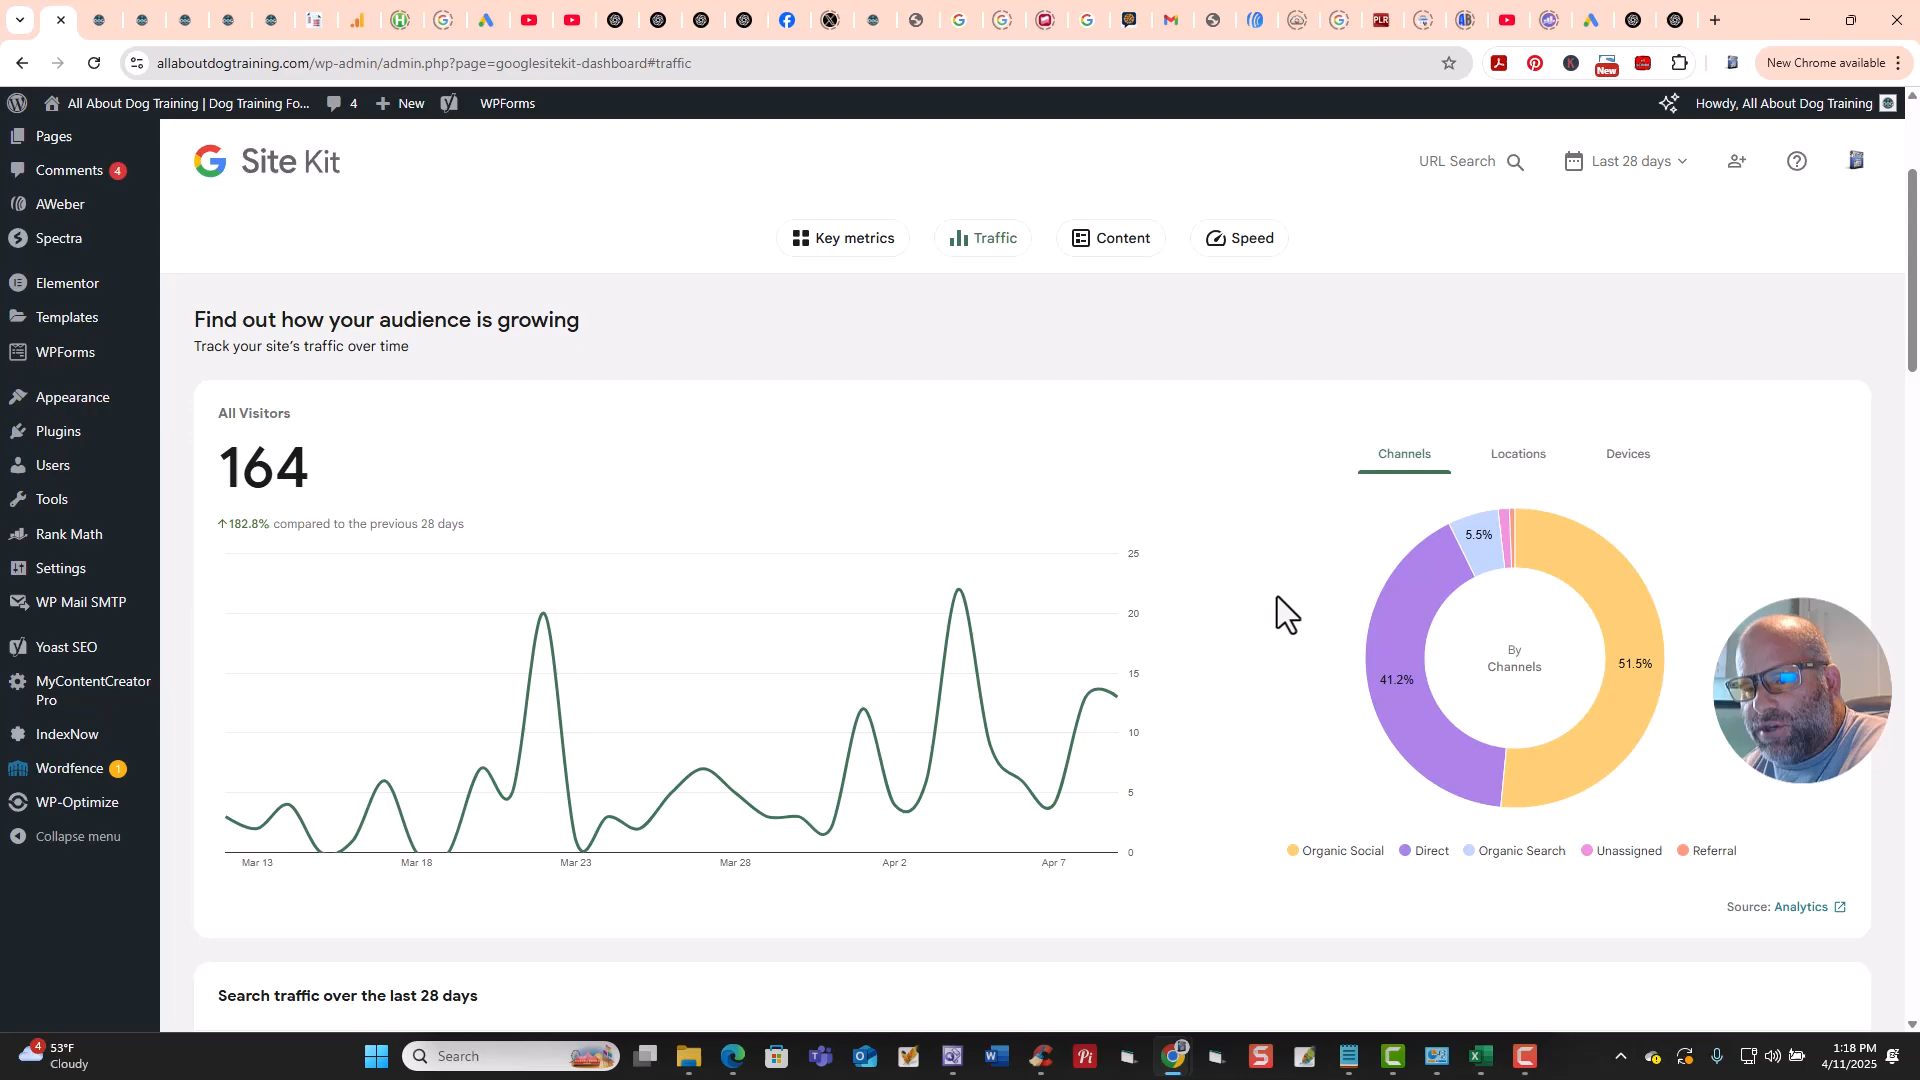 allaboutdogtraining.com/wp-admin/admin.php?page=googlesitekit-dashboard#traffic
New
New Chrome available
All About Dog Training | Dog Training Fo...
4
New
WPForms
Howdy, All About Dog Training
Pages
Comments 4
AWeber
Spectra
Elementor
Templates
WPForms
Appearance
Plugins
Users
Tools
Rank Math
Settings
WP Mail SMTP
Yoast SEO
MyContentCreator
Pro
IndexNow
Wordfence 1
WP-Optimize
Collapse menu
Site Kit
URL Search
Last 28 days
Key metrics
Traffic
Content
Speed
Find out how your audience is growing
Track your site's traffic over time
All Visitors
164
↑182.8% compared to the previous 28 days
25
20
15
10
5
0
Mar 13
Mar 18
Mar 23
Mar 28
Apr 2
Apr 7
Channels
Locations
Devices
5.5%
51.5%
41.2%
By
Channels
Organic Social
Direct
Organic Search
Unassigned
Referral
Source: Analytics
Search traffic over the last 28 days
4
53°F
Cloudy
Search
1:18 PM
4/11/2025